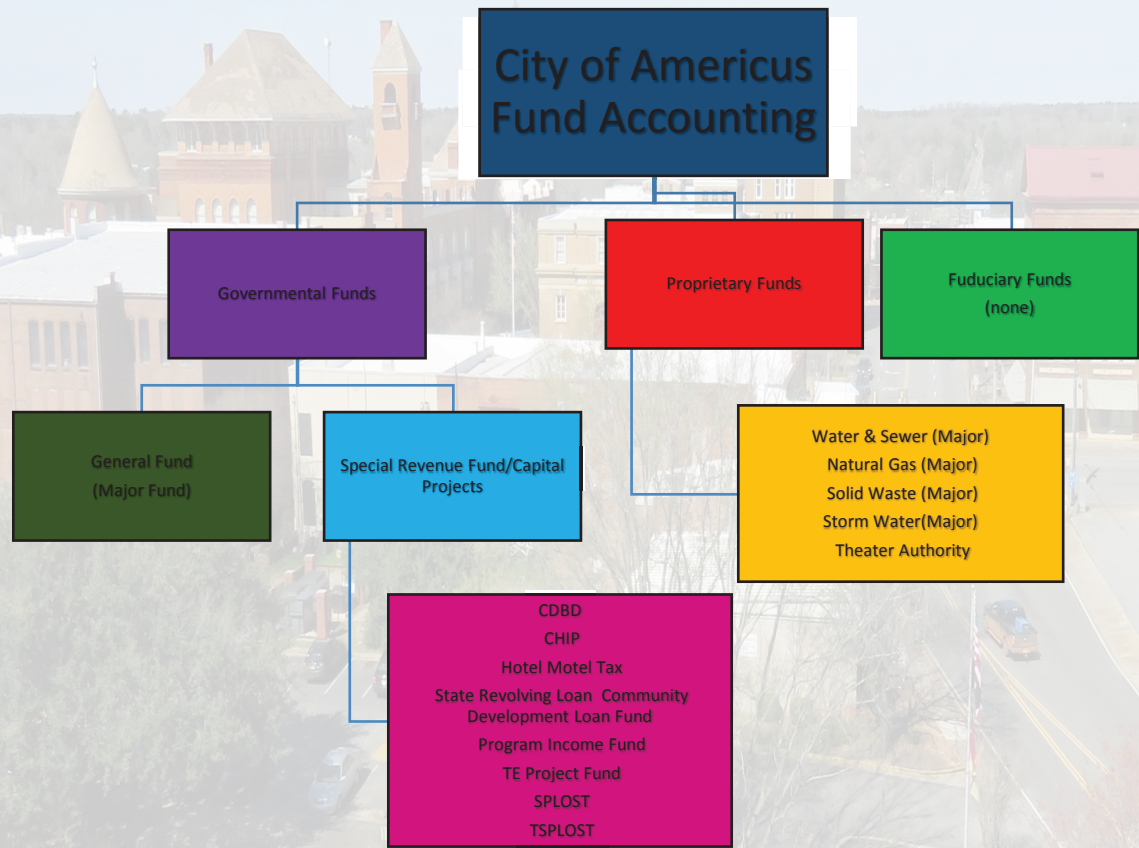 City of Americus
Fund Accounting
Governmental Funds
Proprietary Funds
Fuduciary Funds
(none)
General Fund
(Major Fund)
Special Revenue Fund/Capital
Projects
Water & Sewer (Major)
Natural Gas (Major)
Solid Waste (Major)
Storm Water(Major)
Theater Authority
CDBD
CHIP
Hotel Motel Tax
State Revolving Loan Community
Development Loan Fund
Program Income Fund
TE Project Fund
SPLOST
TSPLOST